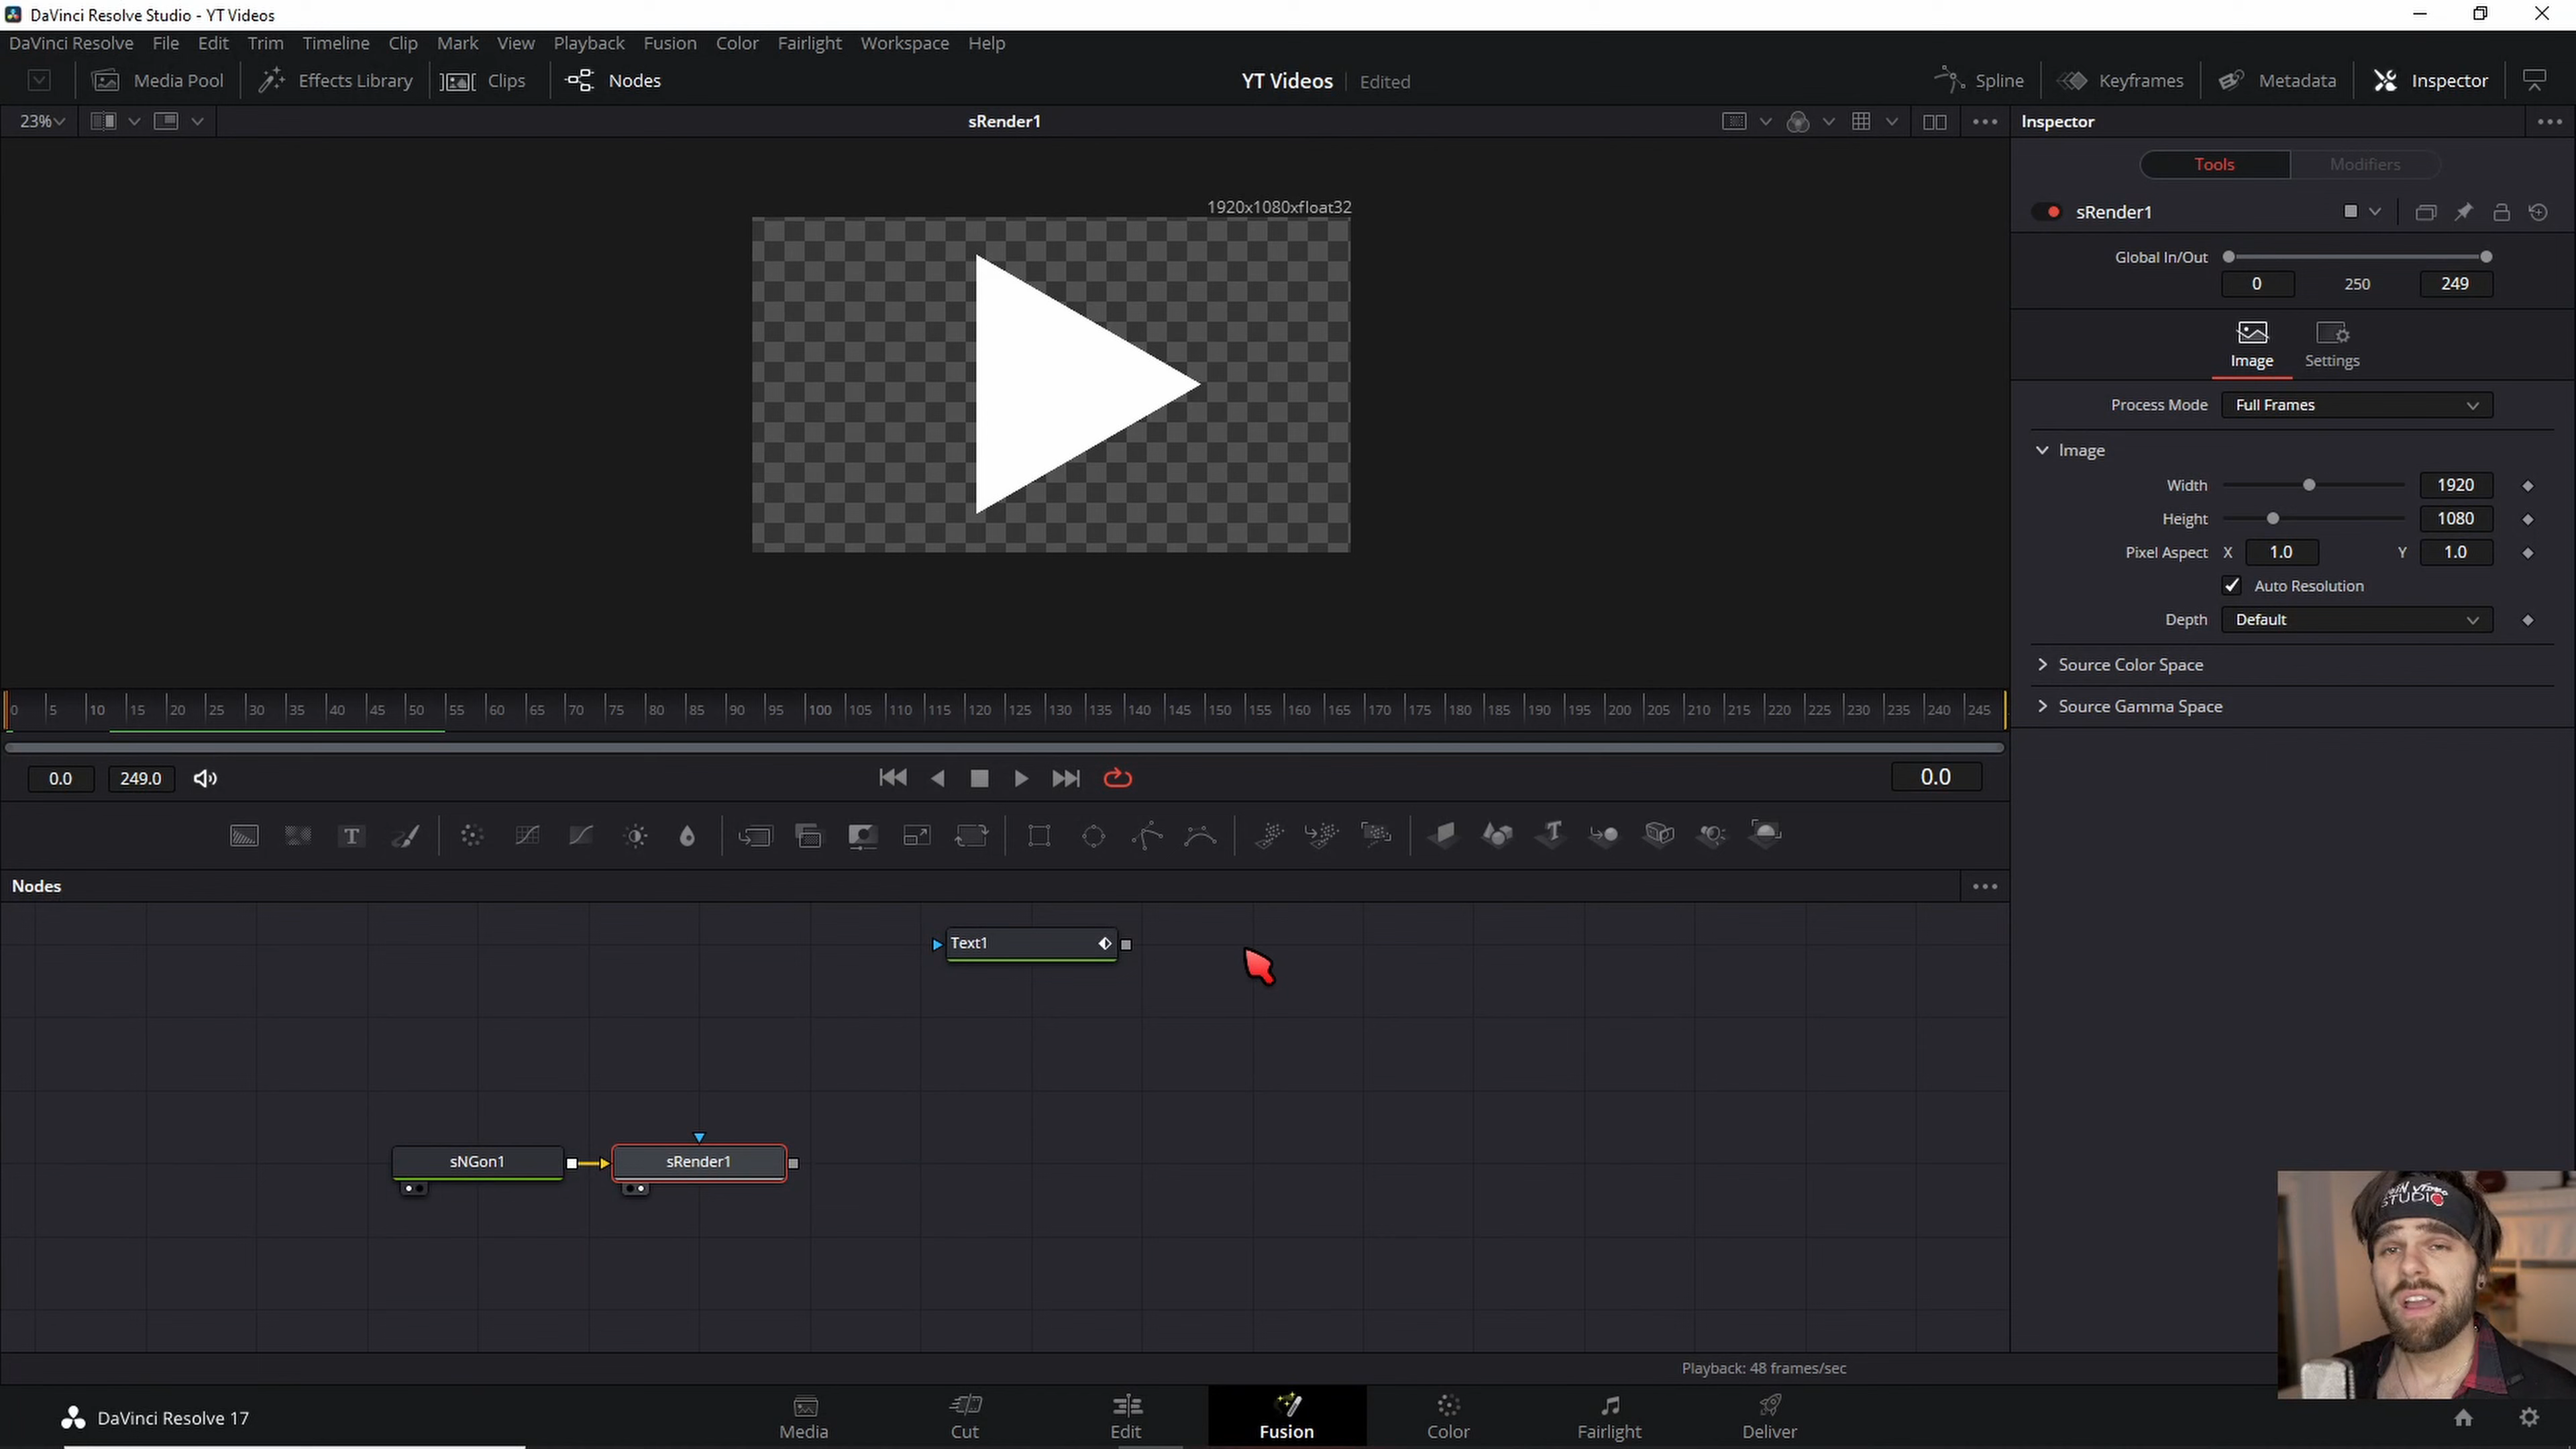 DaVinci Resolve Studio - YT Videos
DaVinci Resolve File Edit Trim Timeline Clip Mark View Playback Fusion Color Fairlight Workspace Help
Media Pool Effects Library Clips Nodes YT Videos Edited Spline Keyframes Metadata Inspector
23% sRender1 Inspector
Tools Modifiers
1920x1080xfloat32
sRender1
Global In/Out
0 250 249
Image Settings
Process Mode Full Frames
Image
Width 1920
Height 1080
Pixel Aspect X 1.0 Y 1.0
Auto Resolution
Depth Default
Source Color Space
Source Gamma Space
0 5 10 15 20 25 30 35 40 45 50 55 60 65 70 75 80 85 90 95 100 105 110 115 120 125 130 135 140 145 150 155 160 165 170 175 180 185 190 195 200 205 210 215 220 225 230 235 240 245
0.0 249.0 0.0
T T
Nodes
Text1
sNGon1 sRender1
STUDIO
Playback: 48 frames/sec
DaVinci Resolve 17 Media Cut Edit Fusion Color Fairlight Deliver